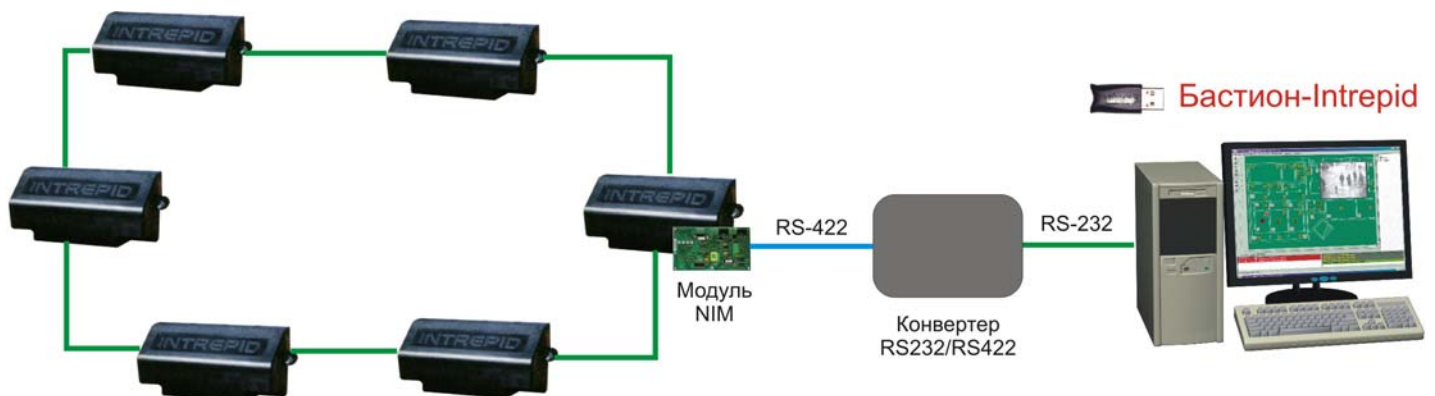 INTREPID
INTREPID
Бастион-Intrepid
INTREPID
INTREPID
RS-422
RS-232
Модуль
NIM
Конвертер
RS232/RS422
INTREPID
INTREPID